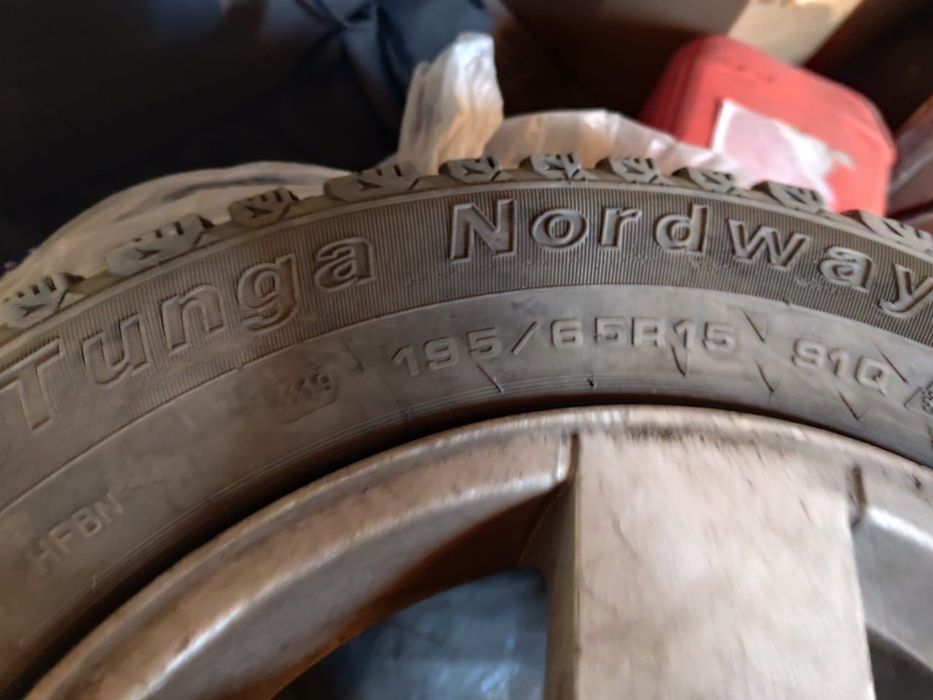 Tunga Nordway
195/65R15 91Q
HFBN